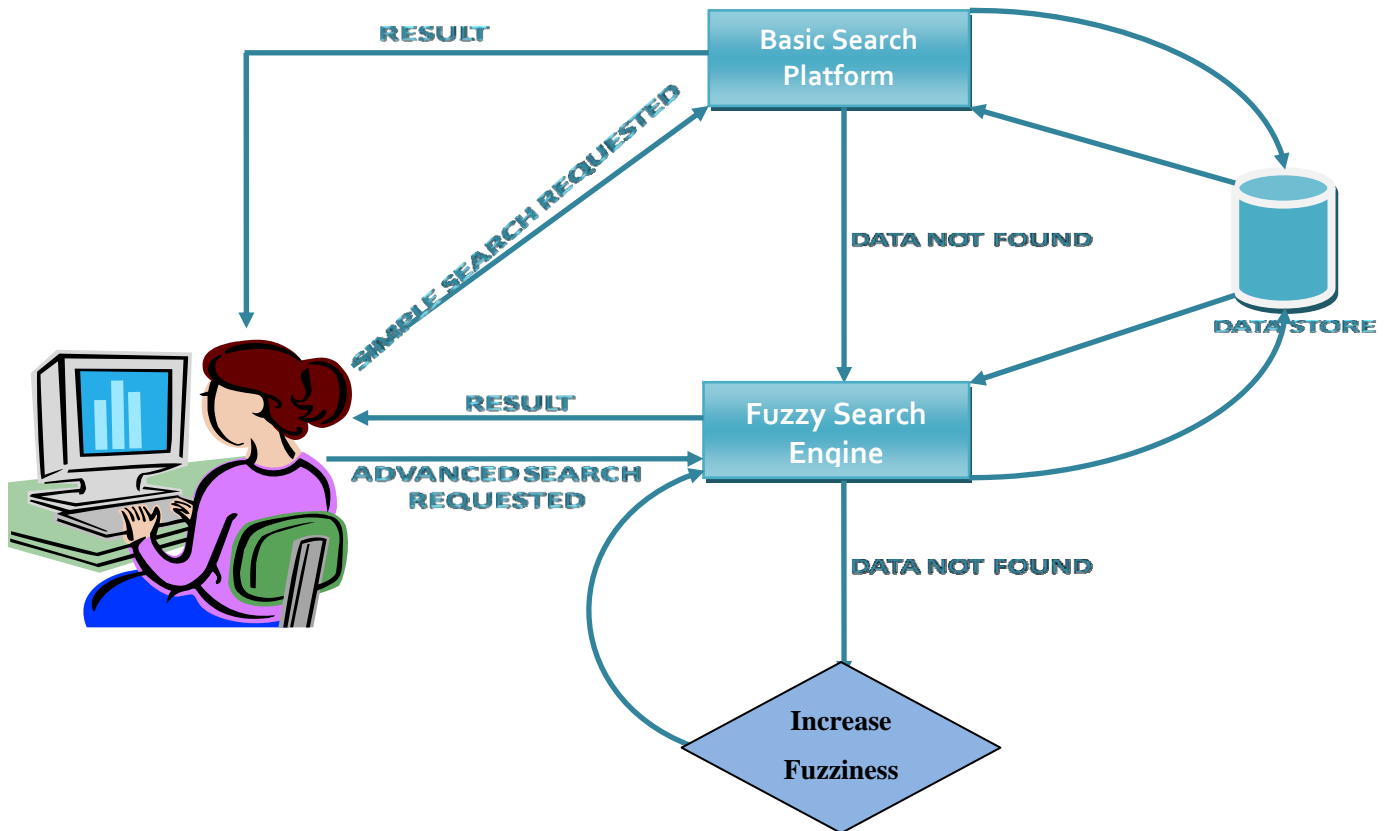 RESULT
Basic Search
Platform
SIMPLE SEARCH REQUESTED
DATA NOT FOUND
DATA STORE
RESULT
Fuzzy Search
Engine
ADVANCED SEARCH
REQUESTED
DATA NOT FOUND
Increase
Fuzziness